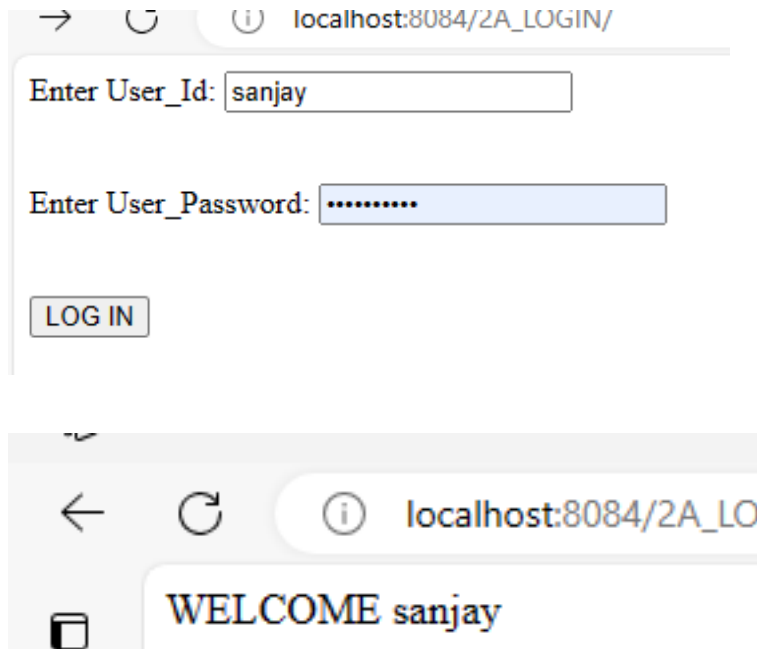 localhost:8084/2A_LOGIN/
Enter User_Id: sanjay
Enter User_Password: ••••••••••
LOG IN
localhost:8084/2A_LO
WELCOME sanjay